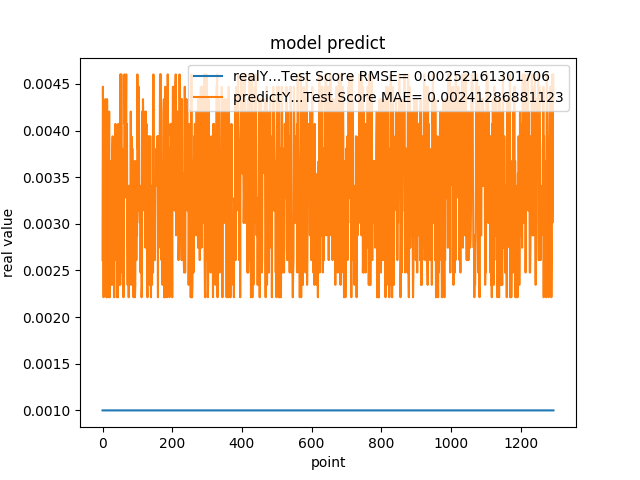 model predict
realY...Test Score RMSE= 0.00252161301706
predictY...Test Score MAE= 0.00241286881123
0.0045
0.0040
0.0035
0.0030
0.0025
0.0020
0.0015
0.0010
real value
0 200 400 600 800 1000 1200
point